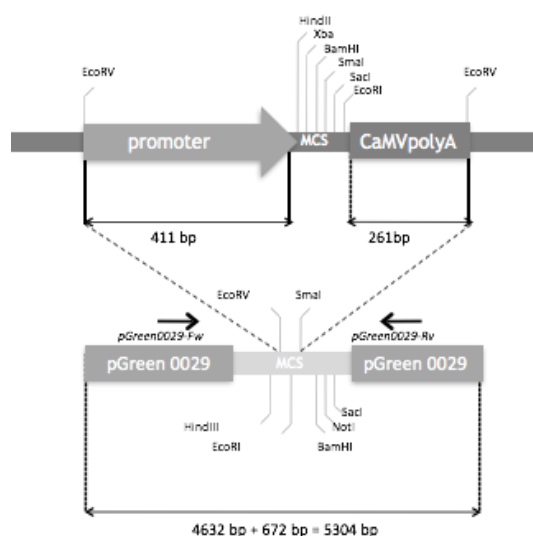 HindII
Xba
BamHI
SmaI
SacI
EcoRI
EcoRV
EcoRV
promoter
MCS
CaMVpolyA
411 bp
261bp
EcoRV
SmaI
pGreen0029-Fw
pGreen0029-Rv
pGreen 0029
MCS
pGreen 0029
SacI
HindIII
NotI
EcoRI
BamHI
4632 bp + 672 bp = 5304 bp